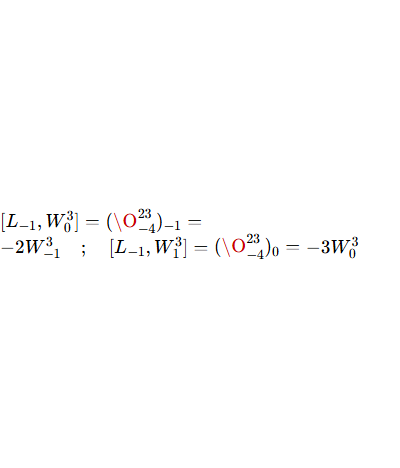 [L_{-1}, W^3_0] = (\O^{23}_{-4})_{-1} =
-2W^3_{-1} ; [L_{-1}, W^3_1] = (\O^{23}_{-4})_0 = -3W^3_0